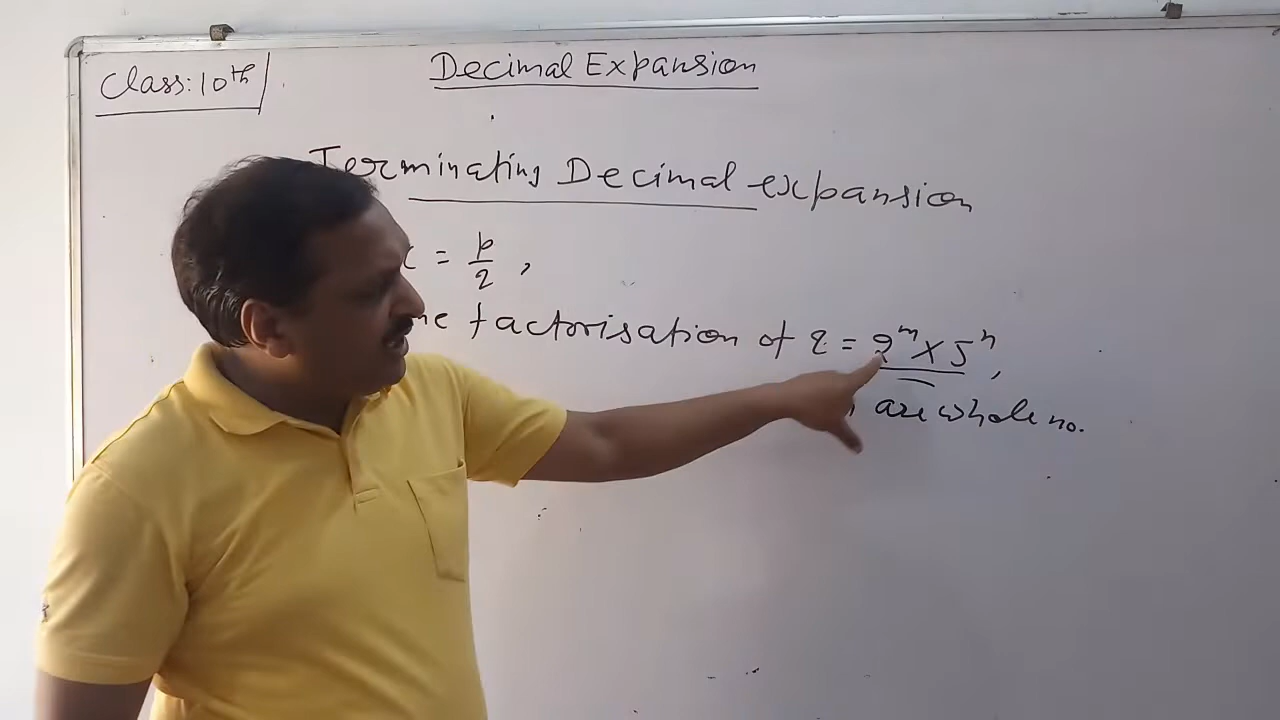 Class: 10th
Decimal Expansion
Terminating Decimal expansion
= p/q ,
factorisation of q = 2^m × 5^n ,
are whole no.